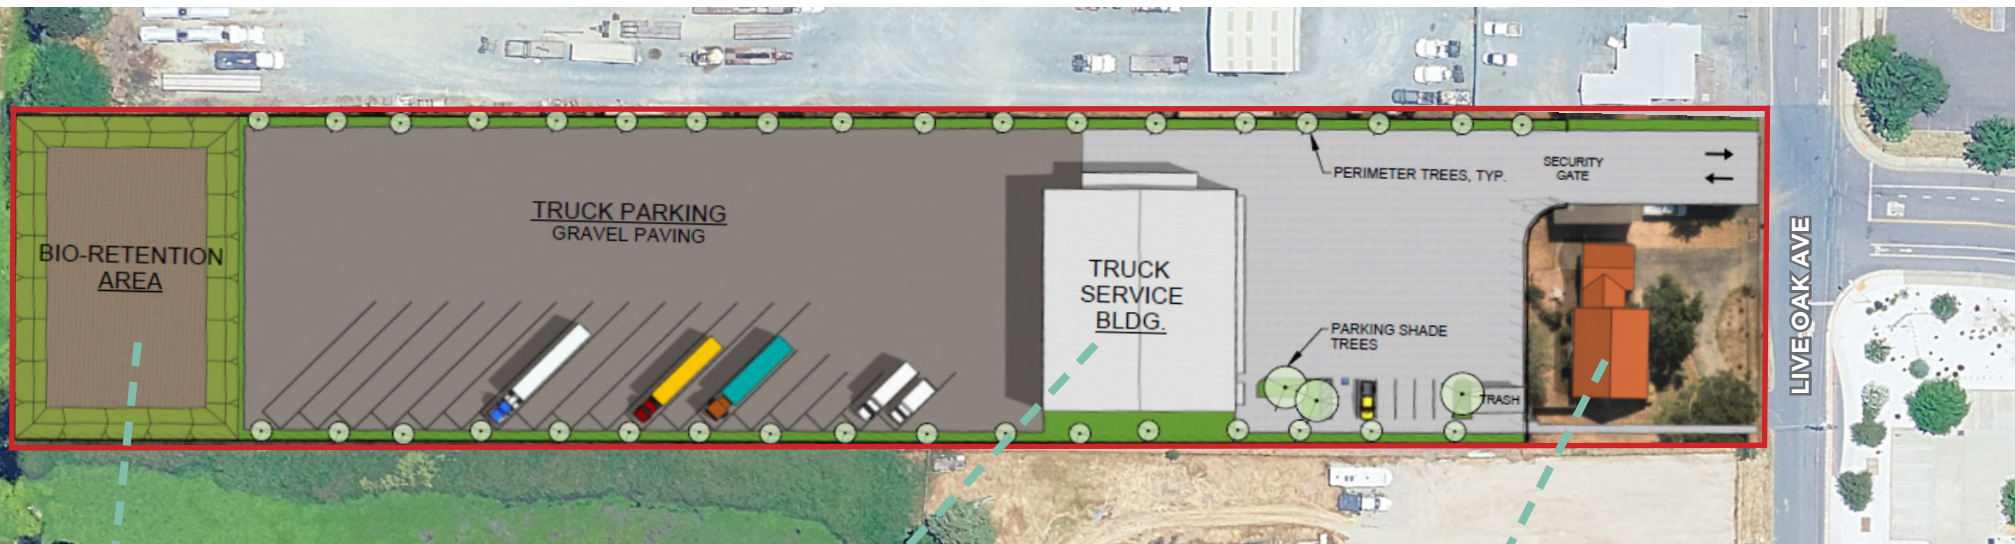 BIO-RETENTION
AREA
TRUCK PARKING
GRAVEL PAVING
TRUCK
SERVICE
BLDG.
PERIMETER TREES, TYP.
SECURITY
GATE
PARKING SHADE
TREES
TRASH
LIVE OAK AVE